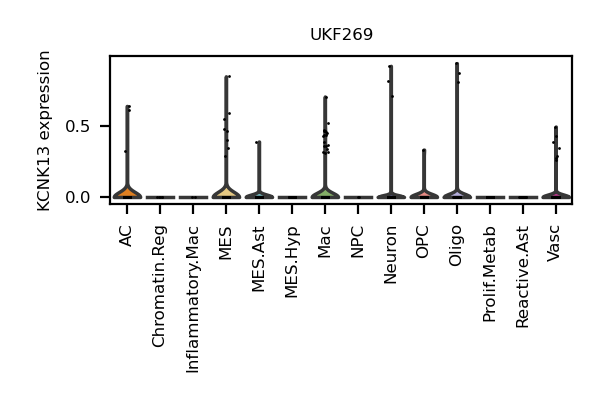 UKF269
KCNK13 expression
0.5
0.0
AC
Chromatin.Reg
Inflammatory.Mac
MES
MES.Ast
MES.Hyp
Mac
NPC
Neuron
OPC
Oligo
Prolif.Metab
Reactive.Ast
Vasc